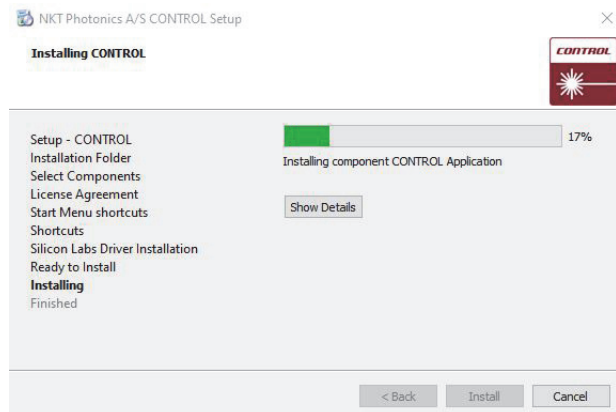 NKT Photonics A/S CONTROL Setup
Installing CONTROL
CONTROL
Setup - CONTROL
Installation Folder
Select Components
License Agreement
Start Menu shortcuts
Shortcuts
Silicon Labs Driver Installation
Ready to Install
Installing
Finished
17%
Installing component CONTROL Application
Show Details
< Back Install Cancel